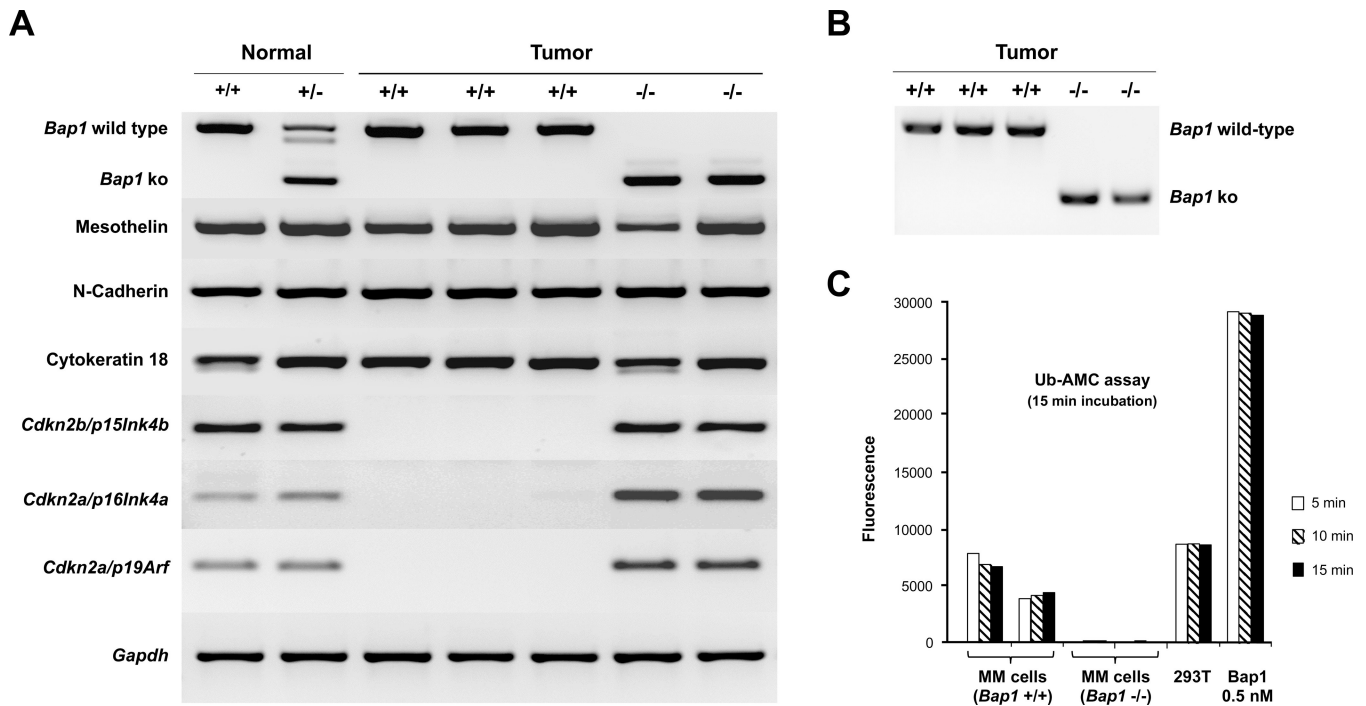 A
Normal
Tumor
+/+
+/-
+/+
+/+
+/+
-/-
-/-
Bap1 wild type
Bap1 ko
Mesothelin
N-Cadherin
Cytokeratin 18
Cdkn2b/p15Ink4b
Cdkn2a/p16Ink4a
Cdkn2a/p19Arf
Gapdh
B
Tumor
+/+
+/+
+/+
-/-
-/-
Bap1 wild-type
Bap1 ko
C
30000
25000
20000
15000
10000
5000
0
Fluorescence
Ub-AMC assay
(15 min incubation)
5 min
10 min
15 min
MM cells
(Bap1 +/+)
MM cells
(Bap1 -/-)
293T
Bap1
0.5 nM